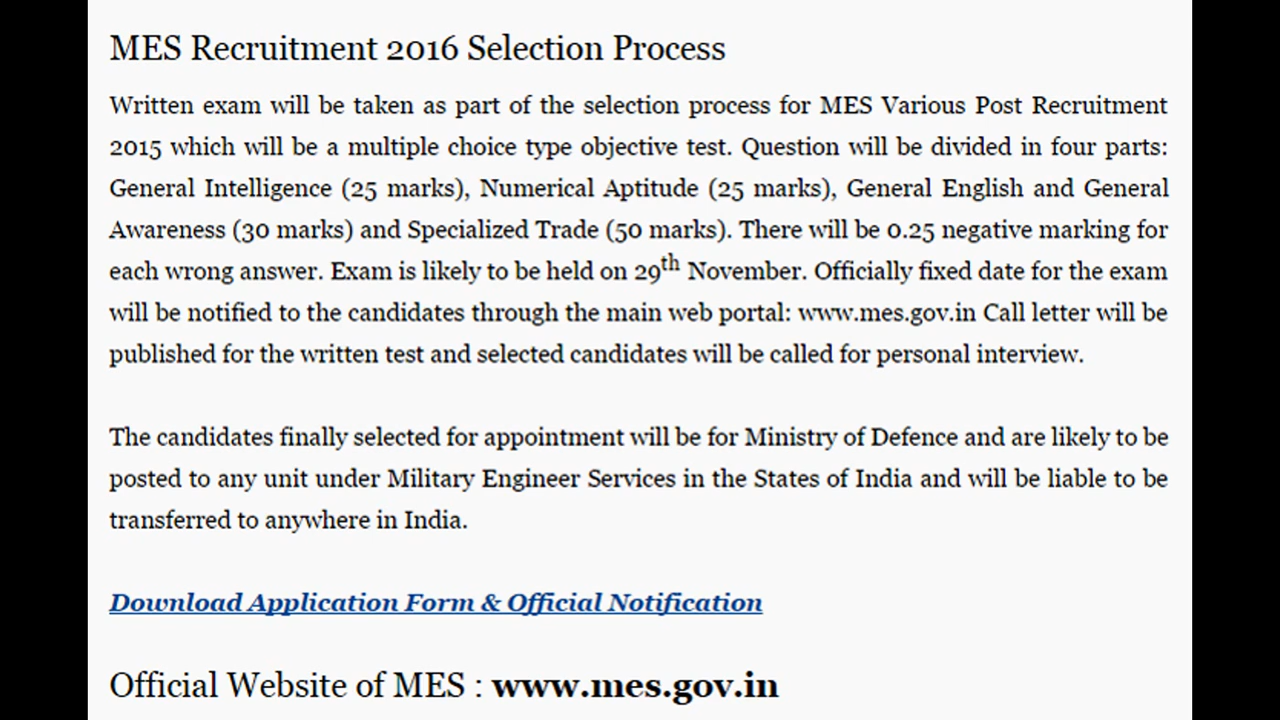 MES Recruitment 2016 Selection Process
Written exam will be taken as part of the selection process for MES Various Post Recruitment
2015 which will be a multiple choice type objective test. Question will be divided in four parts:
General Intelligence (25 marks), Numerical Aptitude (25 marks), General English and General
Awareness (30 marks) and Specialized Trade (50 marks). There will be 0.25 negative marking for
each wrong answer. Exam is likely to be held on 29th November. Officially fixed date for the exam
will be notified to the candidates through the main web portal: www.mes.gov.in Call letter will be
published for the written test and selected candidates will be called for personal interview.
The candidates finally selected for appointment will be for Ministry of Defence and are likely to be
posted to any unit under Military Engineer Services in the States of India and will be liable to be
transferred to anywhere in India.
Download Application Form & Official Notification
Official Website of MES : www.mes.gov.in